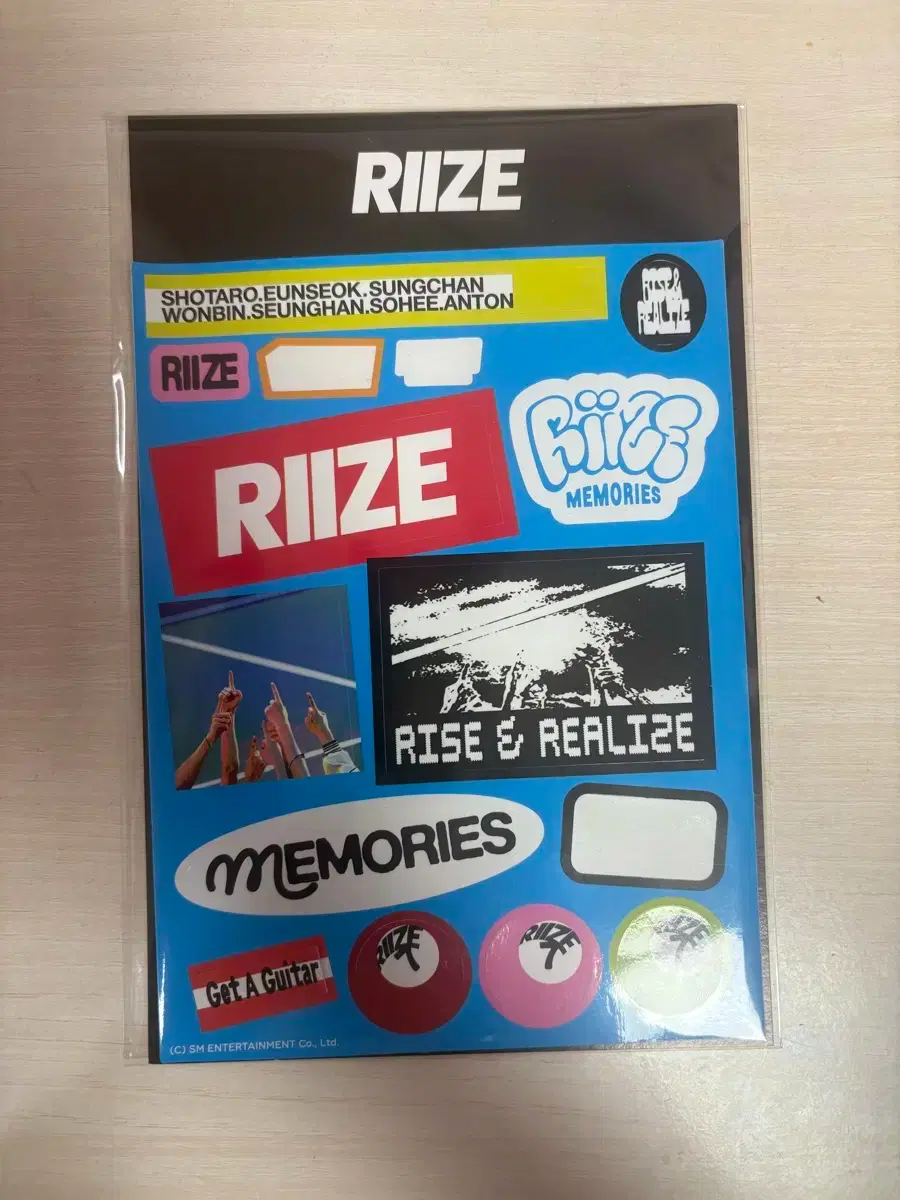 RIIZE
SHOTARO.EUNSEOK.SUNGCHAN
WONBIN.SEUNGHAN.SOHEE.ANTON
RISE &
REALIZE
RIIZE
RIIZE
RIIZE
MEMORIES
RISE & REALIZE
MEMORIES
Get A Guitar
RIIZE
RIIZE
RIIZE
(C) SM ENTERTAINMENT Co., Ltd.